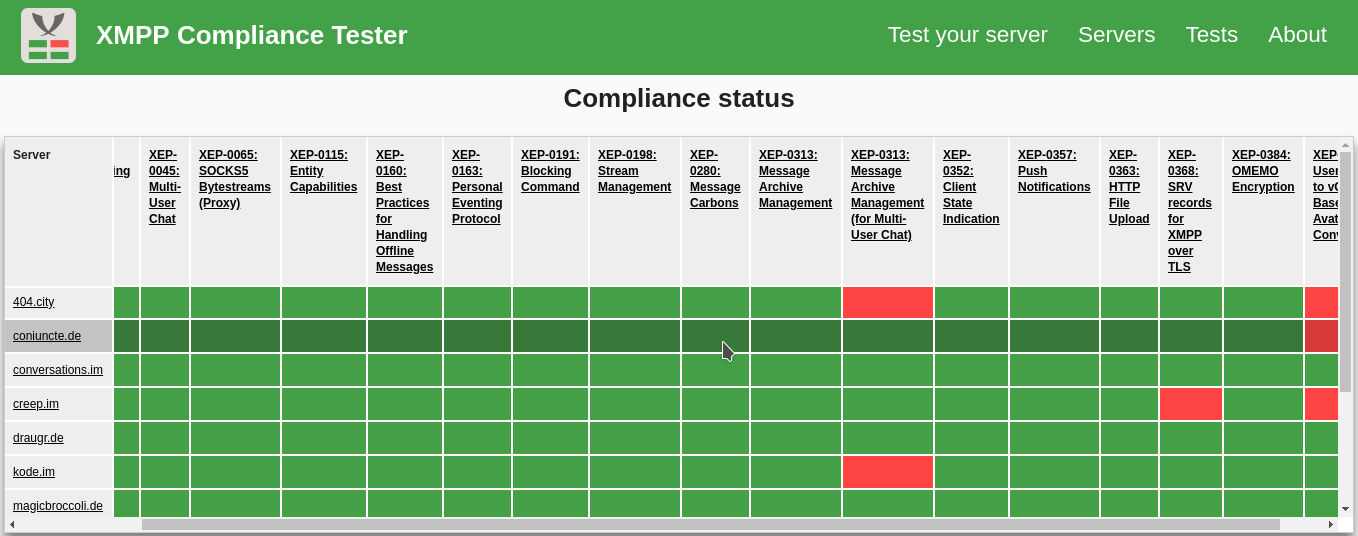 XMPP Compliance Tester
Test your server
Servers
Tests
About
Compliance status
Server
ing
XEP-
0045:
Multi-
User
Chat
XEP-0065:
SOCKS5
Bytestreams
(Proxy)
XEP-0115:
Entity
Capabilities
XEP-
0160:
Best
Practices
for
Handling
Offline
Messages
XEP-
0163:
Personal
Eventing
Protocol
XEP-0191:
Blocking
Command
XEP-0198:
Stream
Management
XEP-
0280:
Message
Carbons
XEP-0313:
Message
Archive
Management
XEP-0313:
Message
Archive
Management
(for Multi-
User Chat)
XEP-
0352:
Client
State
Indication
XEP-0357:
Push
Notifications
XEP-
0363:
HTTP
File
Upload
XEP-
0368:
SRV
records
for
XMPP
over
TLS
XEP-0384:
OMEMO
Encryption
XEP-
User
to vC
Base
Avat
Conv
404.city
coniuncte.de
conversations.im
creep.im
draugr.de
kode.im
magicbroccoli.de